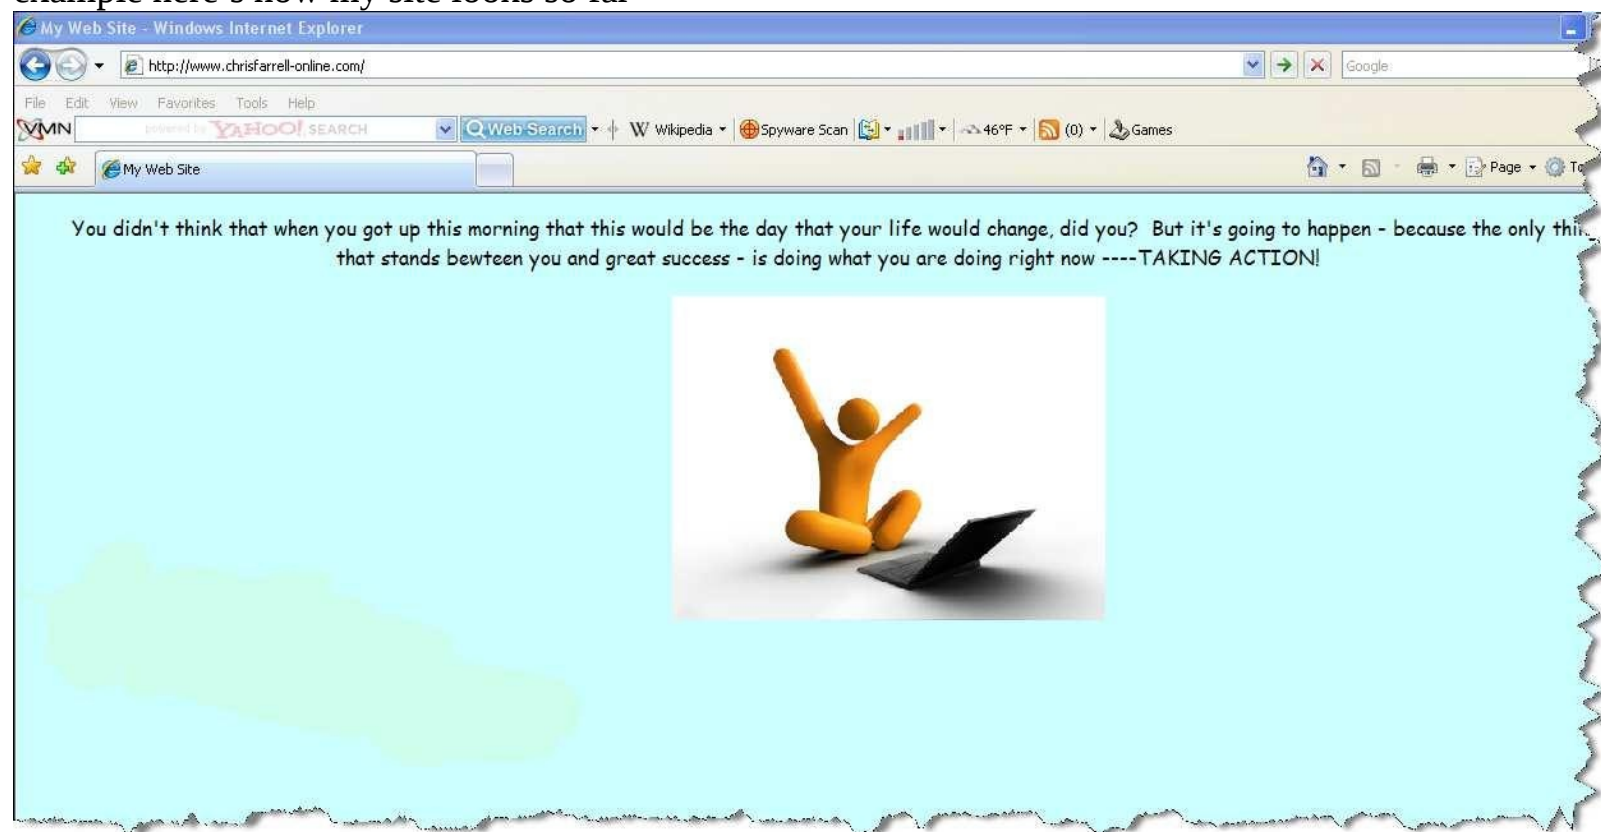 example here's how my site looks so far
My Web Site - Windows Internet Explorer
http://www.chrisfarrell-online.com/
Google
File Edit View Favorites Tools Help
VMN powered by YAHOO! SEARCH Web Search W Wikipedia Spyware Scan 46°F (0) Games
My Web Site
Page
You didn't think that when you got up this morning that this would be the day that your life would change, did you? But it's going to happen - because the only
that stands bewteen you and great success - is doing what you are doing right now ----TAKING ACTION!